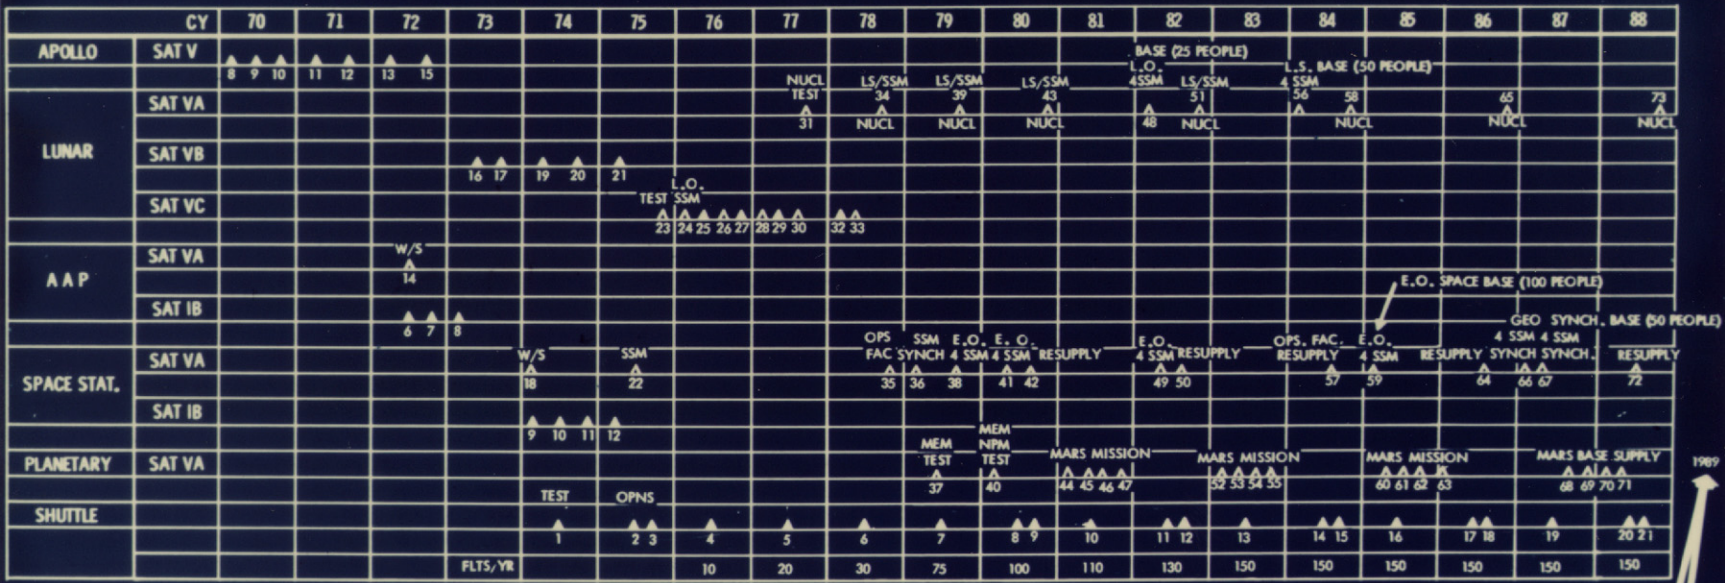 CY 70 71 72 73 74 75 76 77 78 79 80 81 82 83 84 85 86 87 88
APOLLO SAT V
8 9 10 11 12 13 15
BASE (25 PEOPLE)
L.O. L.S. BASE (50 PEOPLE)
NUCL LS/SSM LS/SSM LS/SSM 4SSM LS/SSM 4 SSM
LUNAR
SAT VA TEST 34 39 43 51 56 58 65 73
31 NUCL NUCL NUCL 48 NUCL NUCL NUCL NUCL
SAT VB
16 17 19 20 21
L.O.
SAT VC TEST SSM
23 24 25 26 27 28 29 30 32 33
AAP
SAT VA W/S
14
E.O. SPACE BASE (100 PEOPLE)
SAT IB
6 7 8
GEO SYNCH. BASE (50 PEOPLE)
OPS SSM E.O. E.O. E.O. OPS. FAC. E.O. 4 SSM 4 SSM
SPACE STAT.
SAT VA W/S SSM FAC SYNCH 4 SSM 4 SSM RESUPPLY 4 SSM RESUPPLY RESUPPLY 4 SSM RESUPPLY SYNCH SYNCH. RESUPPLY
18 22 35 36 38 41 42 49 50 57 59 64 66 67 72
SAT IB
9 10 11 12
MEM
MEM NPM
PLANETARY SAT VA TEST TEST MARS MISSION MARS MISSION MARS MISSION MARS BASE SUPPLY
37 40 44 45 46 47 52 53 54 55 60 61 62 63 68 69 70 71
1989
TEST OPNS
SHUTTLE
1 2 3 4 5 6 7 8 9 10 11 12 13 14 15 16 17 18 19 20 21
FLTS/YR 10 20 30 75 100 110 130 150 150 150 150 150 150